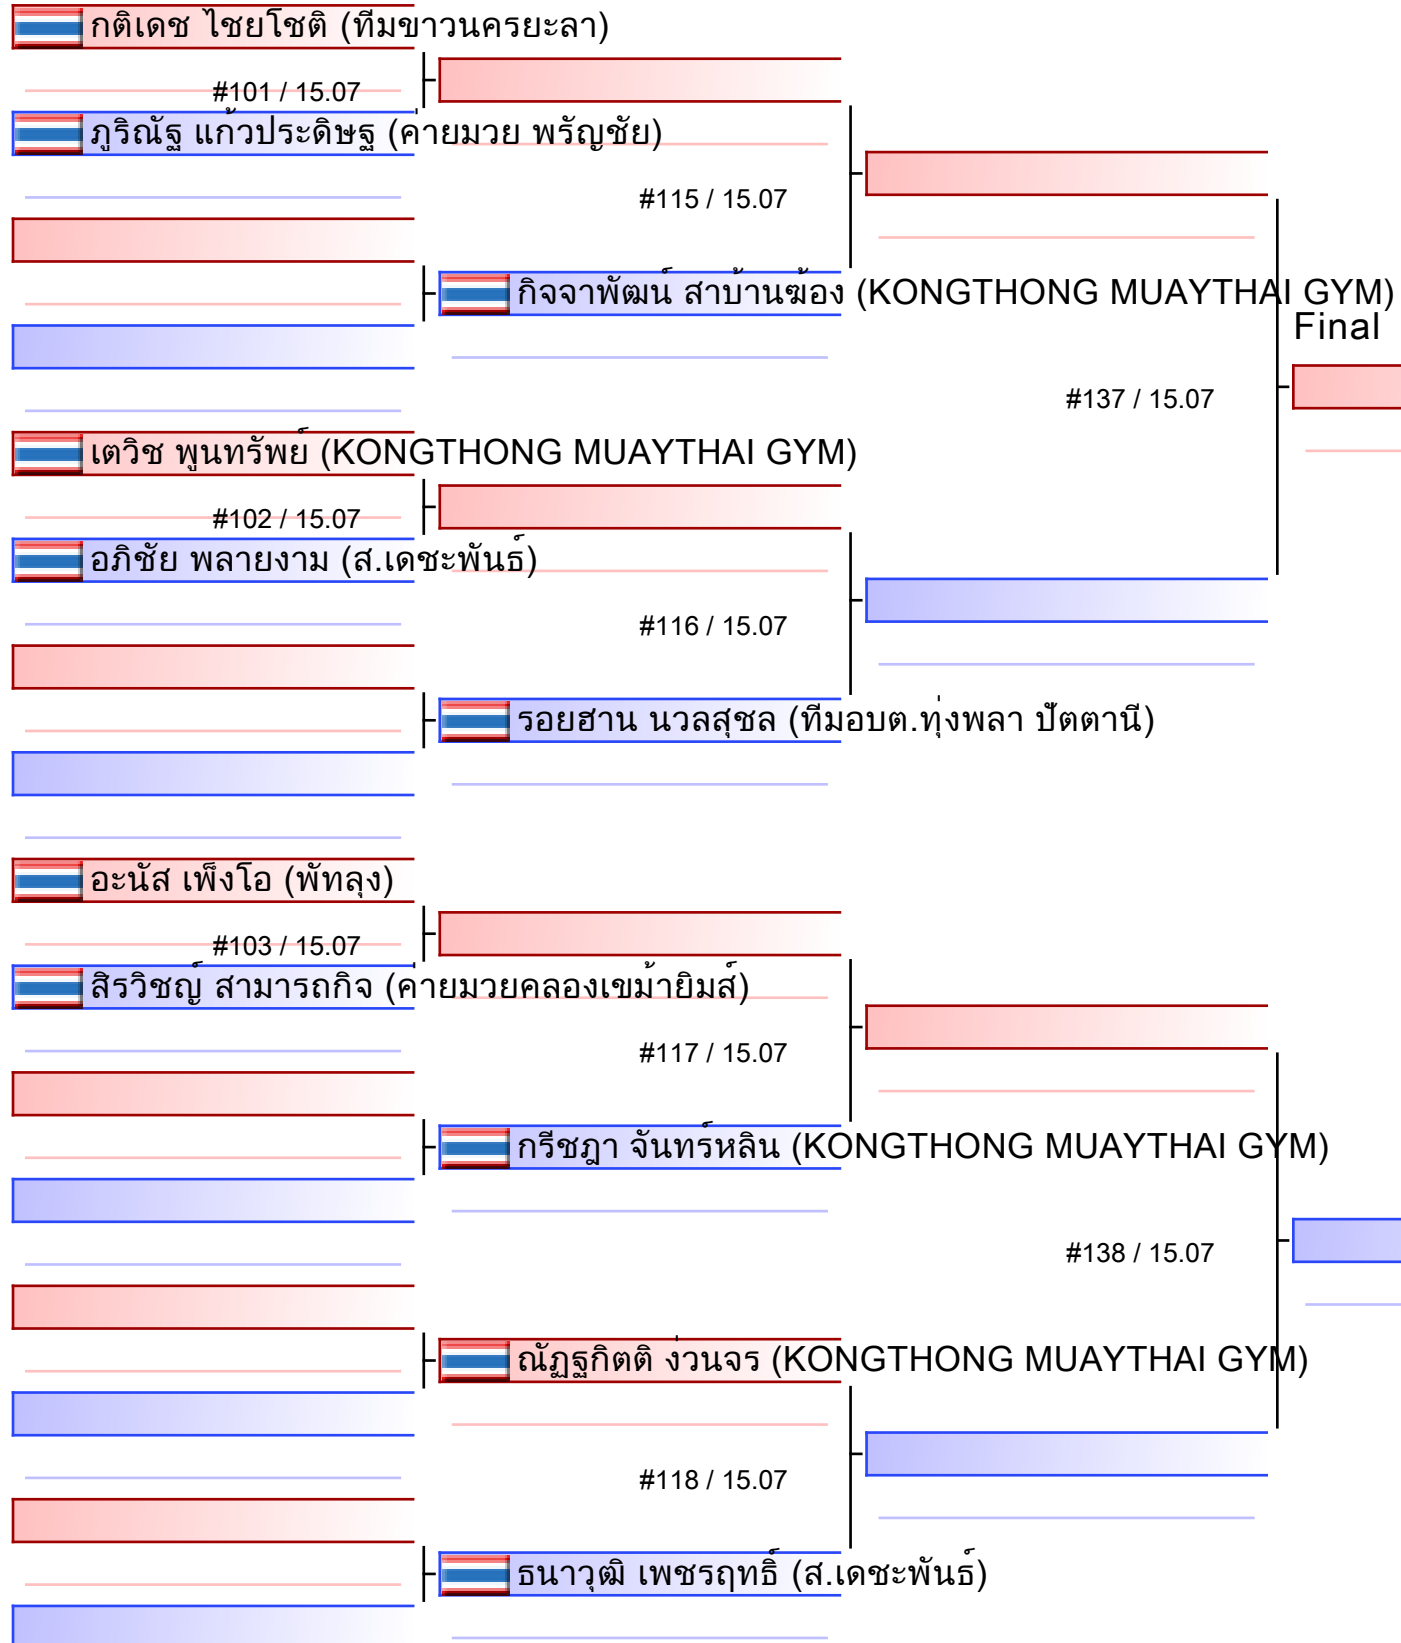 กติเดช ไชยโชติ (ทีมขาวนครยะลา)
#101 / 15.07
ภูริณัฐ แก้วประดิษฐ (ค่ายมวย พรัญชัย)
#115 / 15.07
กิจจาพัฒน์ สาบ้านฆ้อง (KONGTHONG MUAYTHAI GYM)
Final
#137 / 15.07
เตวิช พูนทรัพย์ (KONGTHONG MUAYTHAI GYM)
#102 / 15.07
อภิชัย พลายงาม (ส.เดชะพันธ์)
#116 / 15.07
รอยฮาน นวลสุชล (ทีมอบต.ทุ่งพลา ปัตตานี)
อะนัส เพ็งโอ (พัทลุง)
#103 / 15.07
สิรวิชญ์ สามารถกิจ (ค่ายมวยคลองเขม้ายิมส์)
#117 / 15.07
กรีชฎา จันทร์หลิน (KONGTHONG MUAYTHAI GYM)
#138 / 15.07
ณัฏฐกิตติ ง่วนจร (KONGTHONG MUAYTHAI GYM)
#118 / 15.07
ธนาวุฒิ เพชรฤทธิ์ (ส.เดชะพันธ์)